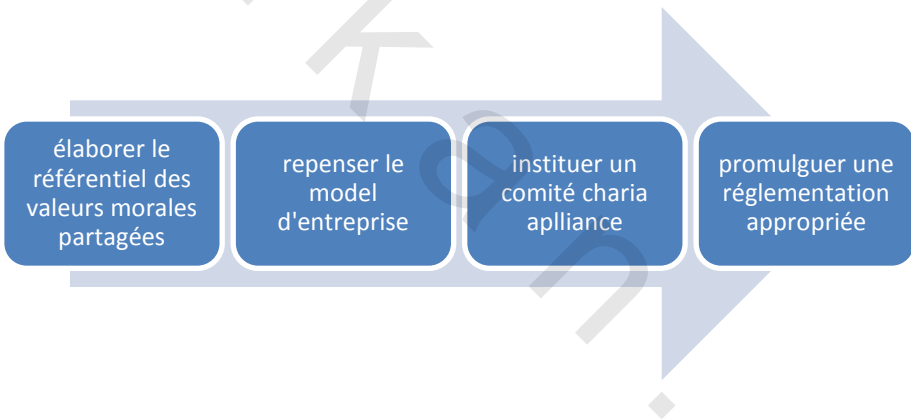 élaborer le
référentiel des
valeurs morales
partagées
repenser le
model
d'entreprise
instituer un
comité charia
aplliance
promulguer une
réglementation
appropriée
k a n .